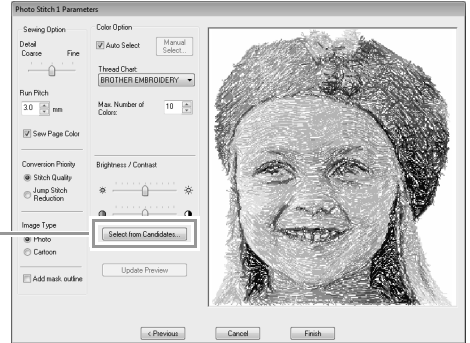 Photo Stitch 1 Parameters
Sewing Option
Detail
Coarse Fine
Run Pitch
3.0 mm
Sew Page Color
Conversion Priority
Stitch Quality
Jump Stitch
Reduction
Image Type
Photo
Cartoon
Add mask outline
Color Option
Auto Select
Manual
Select...
Thread Chart:
BROTHER EMBROIDERY
Max. Number of
Colors:
10
Brightness / Contrast
Select from Candidates...
Update Preview
< Previous
Cancel
Finish